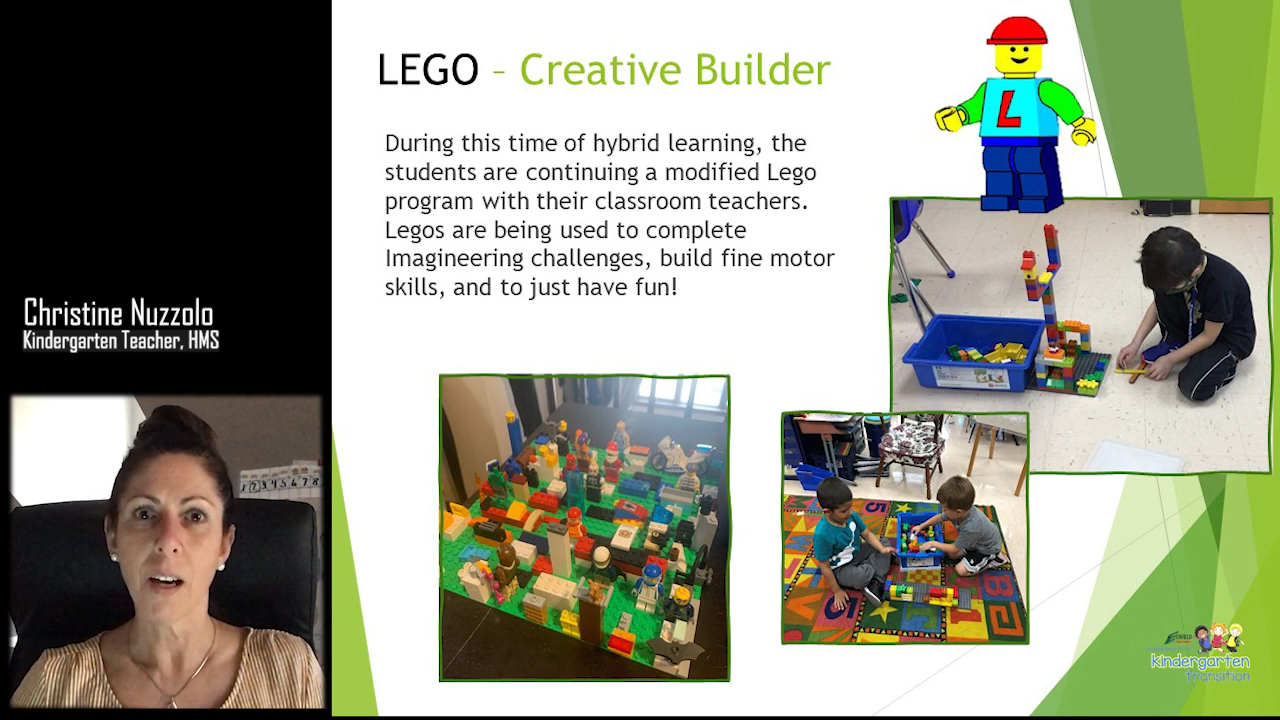 LEGO – Creative Builder
During this time of hybrid learning, the
students are continuing a modified Lego
program with their classroom teachers.
Legos are being used to complete
Imagineering challenges, build fine motor
skills, and to just have fun!
L
Christine Nuzzolo
Kindergarten Teacher, HMS
kindergarten
transition